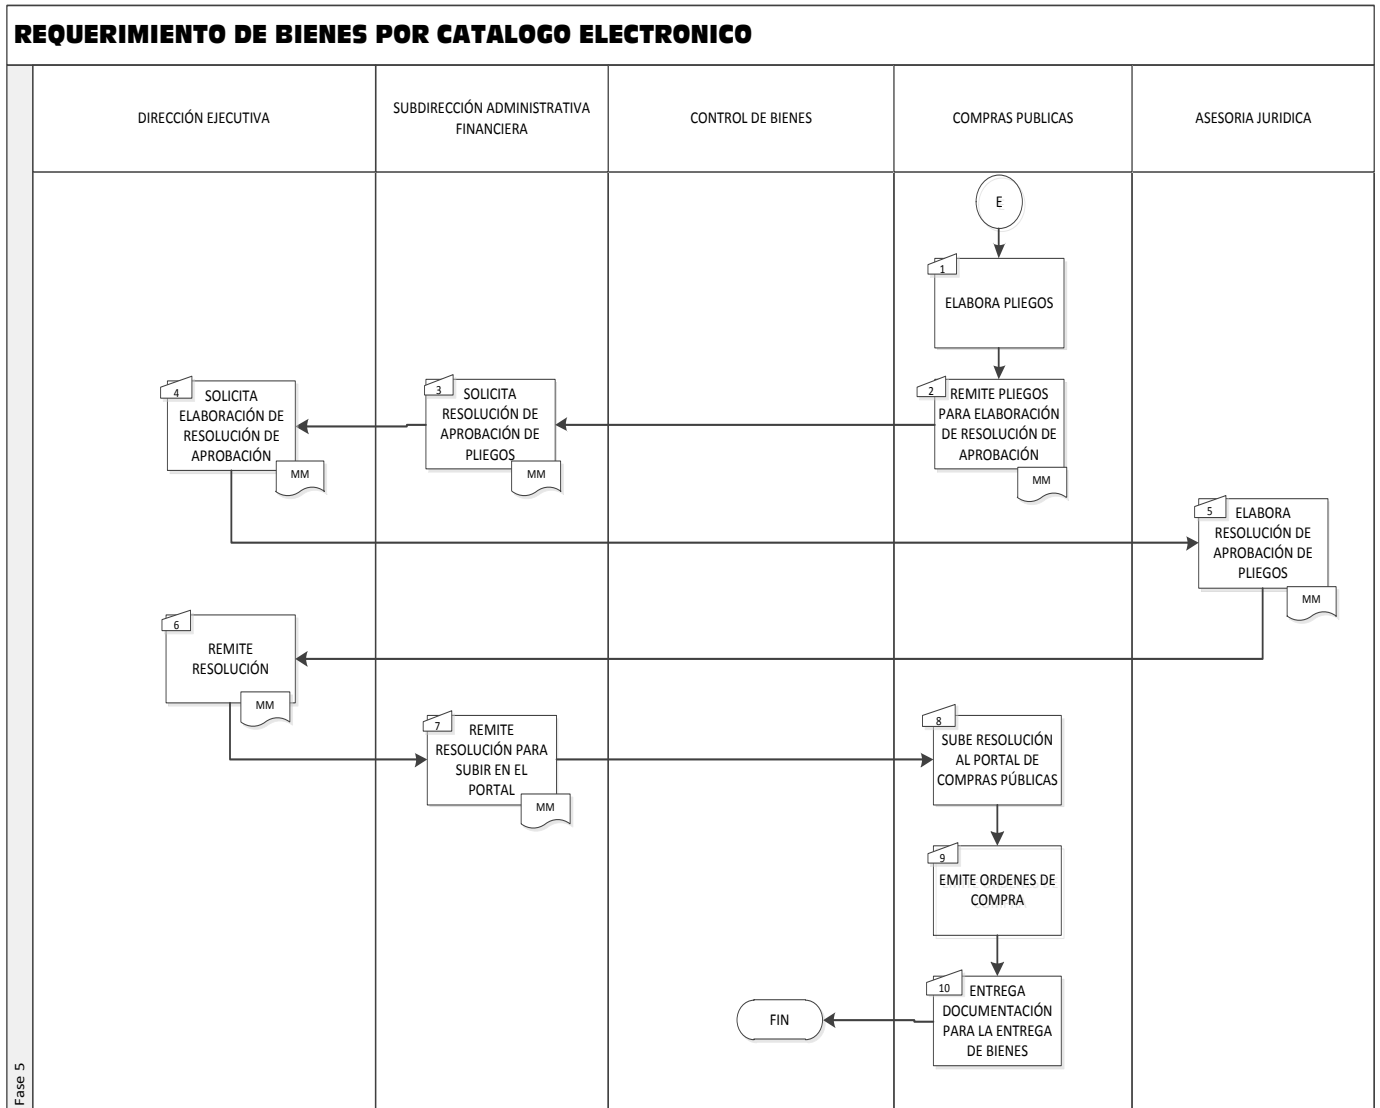 REQUERIMIENTO DE BIENES POR CATALOGO ELECTRONICO
DIRECCIÓN EJECUTIVA
SUBDIRECCIÓN ADMINISTRATIVA
FINANCIERA
CONTROL DE BIENES
COMPRAS PUBLICAS
ASESORIA JURIDICA
E
1
ELABORA PLIEGOS
2
REMITE PLIEGOS
PARA ELABORACIÓN
DE RESOLUCIÓN DE
APROBACIÓN
MM
3
SOLICITA
RESOLUCIÓN DE
APROBACIÓN DE
PLIEGOS
MM
4
SOLICITA
ELABORACIÓN DE
RESOLUCIÓN DE
APROBACIÓN
MM
5
ELABORA
RESOLUCIÓN DE
APROBACIÓN DE
PLIEGOS
MM
6
REMITE
RESOLUCIÓN
MM
7
REMITE
RESOLUCIÓN PARA
SUBIR EN EL
PORTAL
MM
8
SUBE RESOLUCIÓN
AL PORTAL DE
COMPRAS PÚBLICAS
9
EMITE ORDENES DE
COMPRA
10
ENTREGA
DOCUMENTACIÓN
PARA LA ENTREGA
DE BIENES
FIN
Fase 5